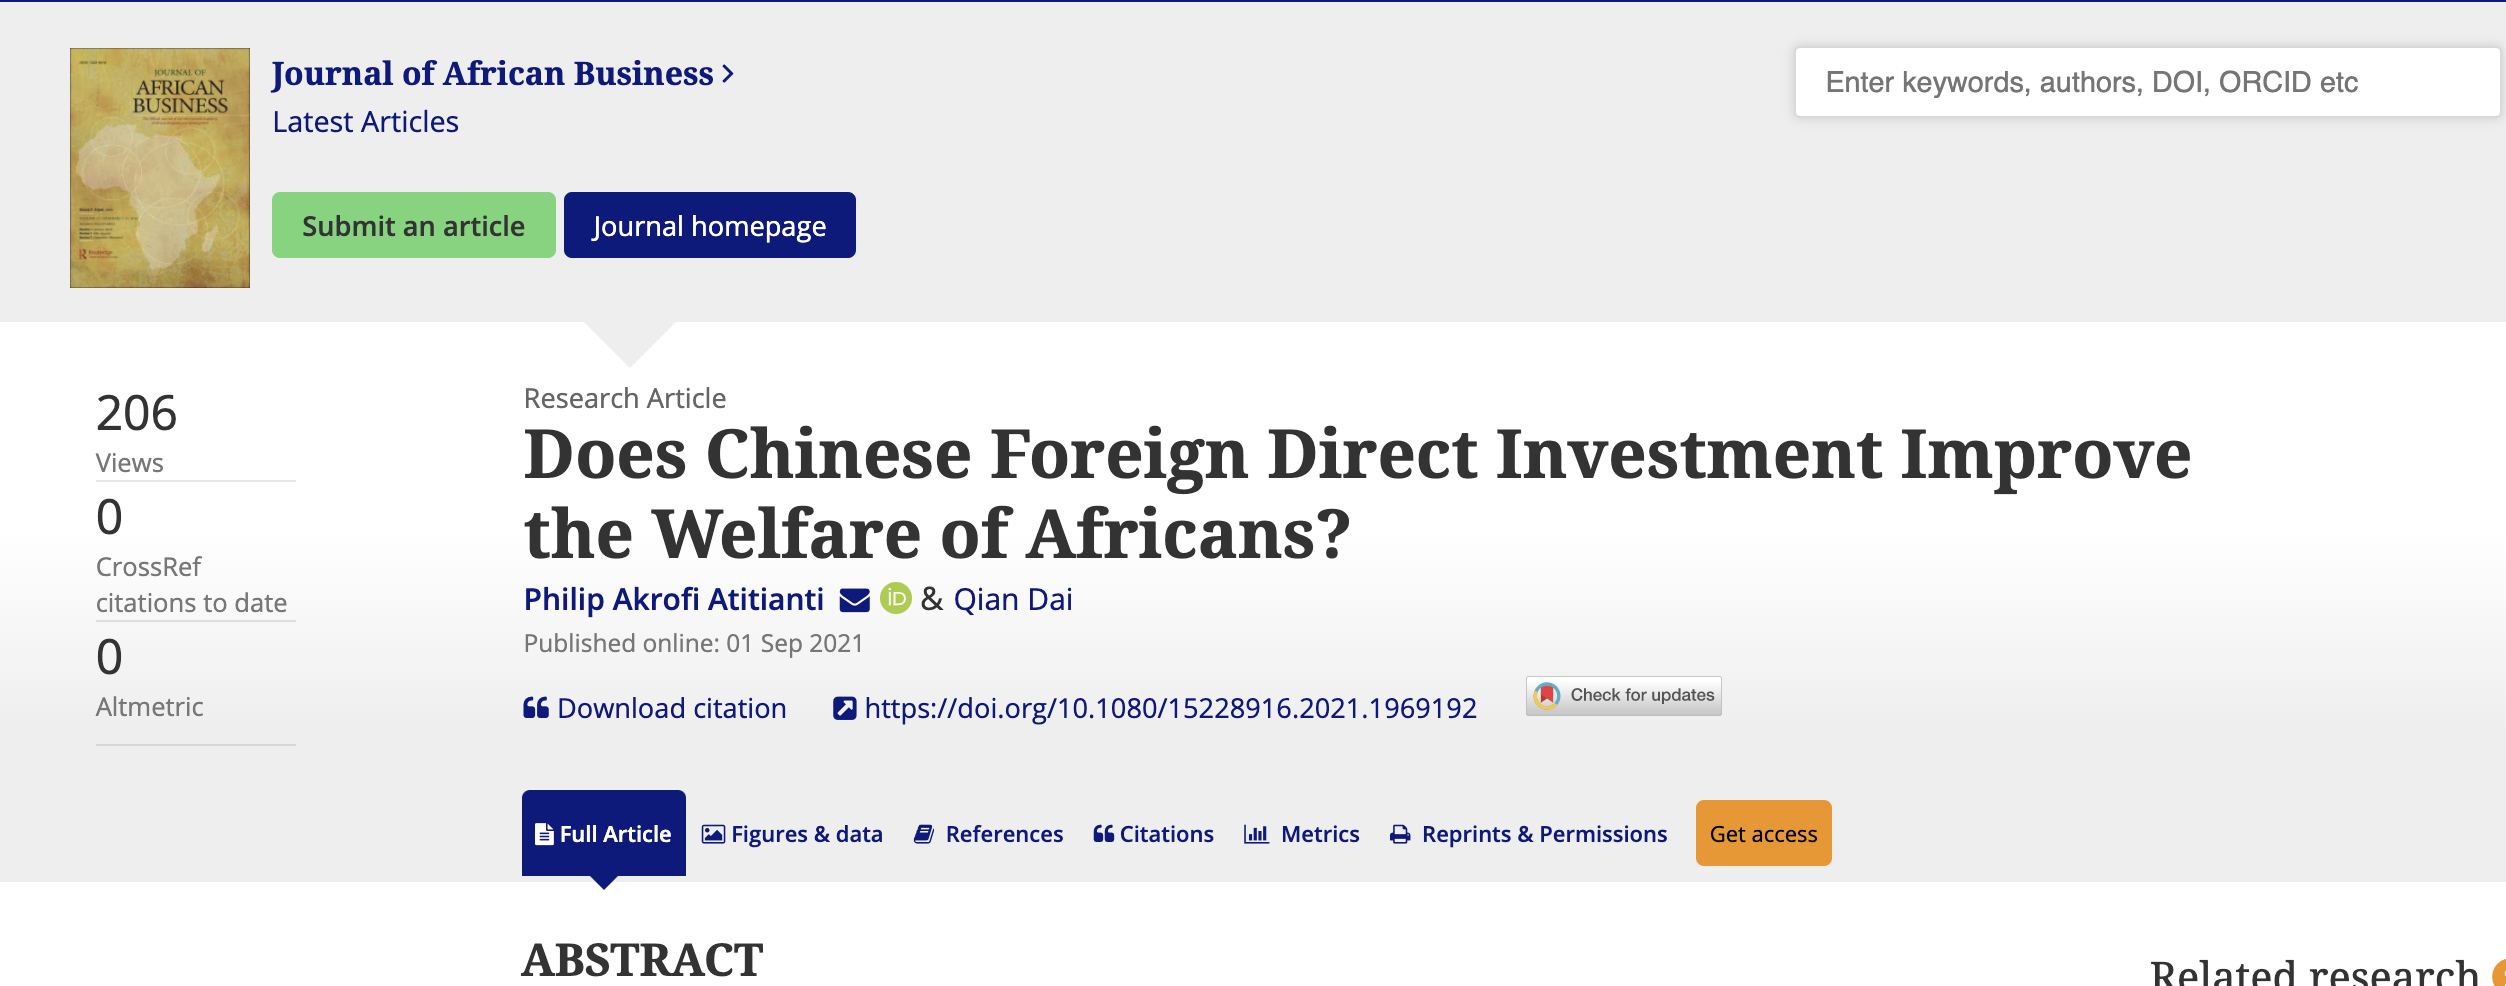 JOURNAL OF
AFRICAN
BUSINESS
Journal of African Business
Latest Articles
Enter keywords, authors, DOI, ORCID etc
Submit an article
Journal homepage
206
Views
0
CrossRef
citations to date
0
Altmetric
Research Article
Does Chinese Foreign Direct Investment Improve
the Welfare of Africans?
Philip Akrofi Atitianti iD & Qian Dai
Published online: 01 Sep 2021
Download citation https://doi.org/10.1080/15228916.2021.1969192 Check for updates
Full Article Figures & data References Citations Metrics Reprints & Permissions Get access
ABSTRACT
Related research